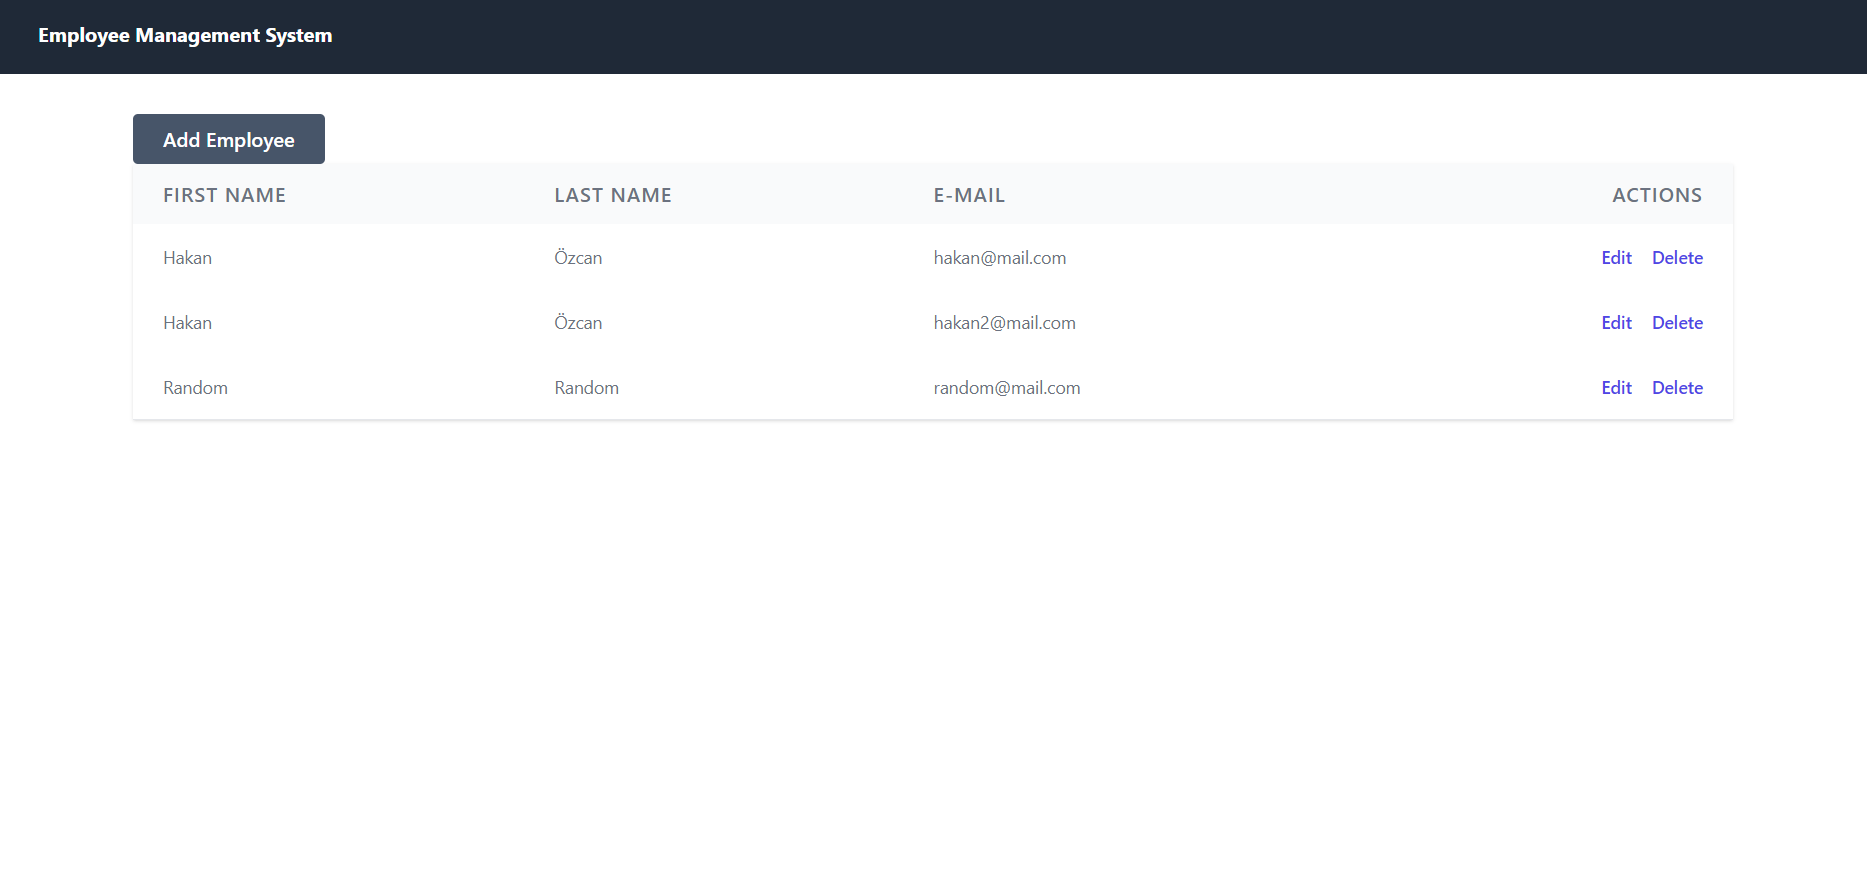 Employee Management System
Add Employee
FIRST NAME LAST NAME E-MAIL ACTIONS
Hakan Özcan hakan@mail.com Edit Delete
Hakan Özcan hakan2@mail.com Edit Delete
Random Random random@mail.com Edit Delete